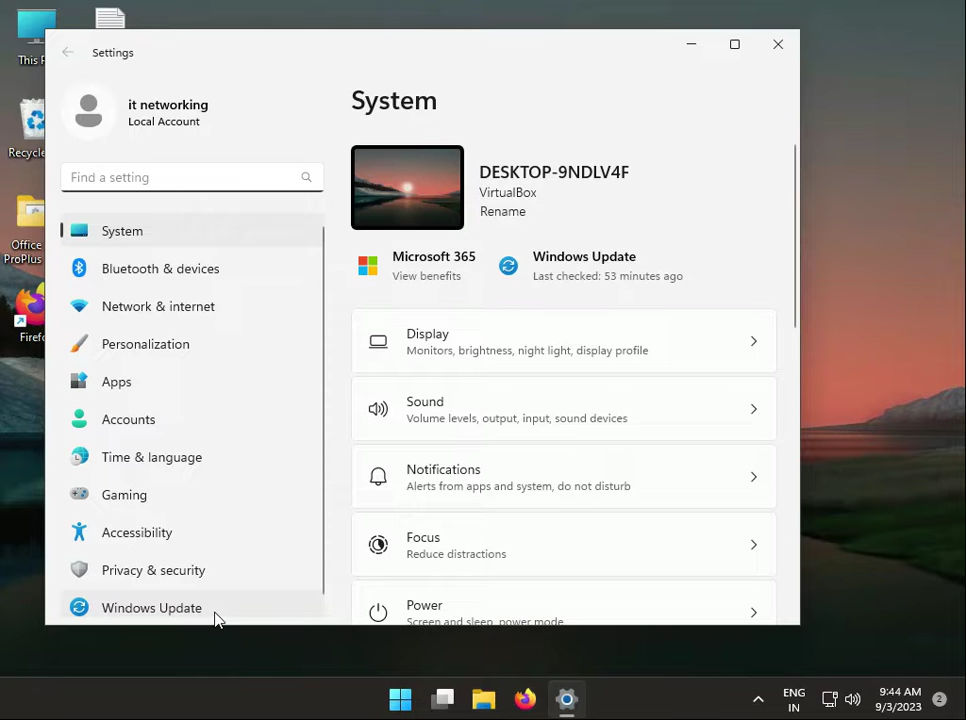 This P
Recycle
Office
ProPlus
Firefo
Settings
it networking
Local Account
Find a setting
System
Bluetooth & devices
Network & internet
Personalization
Apps
Accounts
Time & language
Gaming
Accessibility
Privacy & security
Windows Update
System
DESKTOP-9NDLV4F
VirtualBox
Rename
Microsoft 365
View benefits
Windows Update
Last checked: 53 minutes ago
Display
Monitors, brightness, night light, display profile
Sound
Volume levels, output, input, sound devices
Notifications
Alerts from apps and system, do not disturb
Focus
Reduce distractions
Power
Screen and sleep, power mode
ENG
IN
9:44 AM
9/3/2023
2